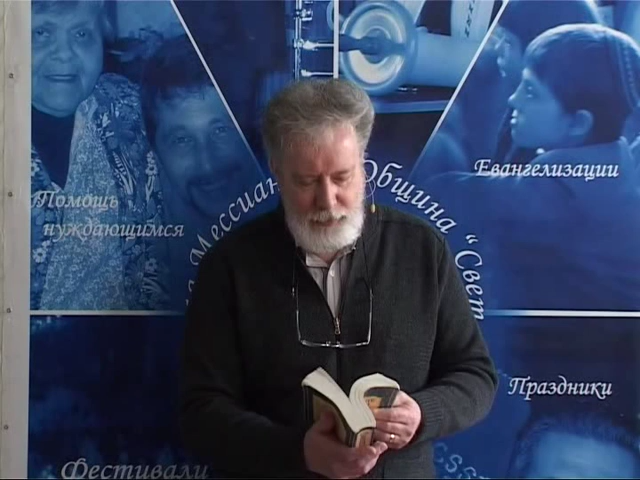 Помощь
нуждающимся
Мессиан
Община “Свет
Евангелизации
Праздники
Фестивали